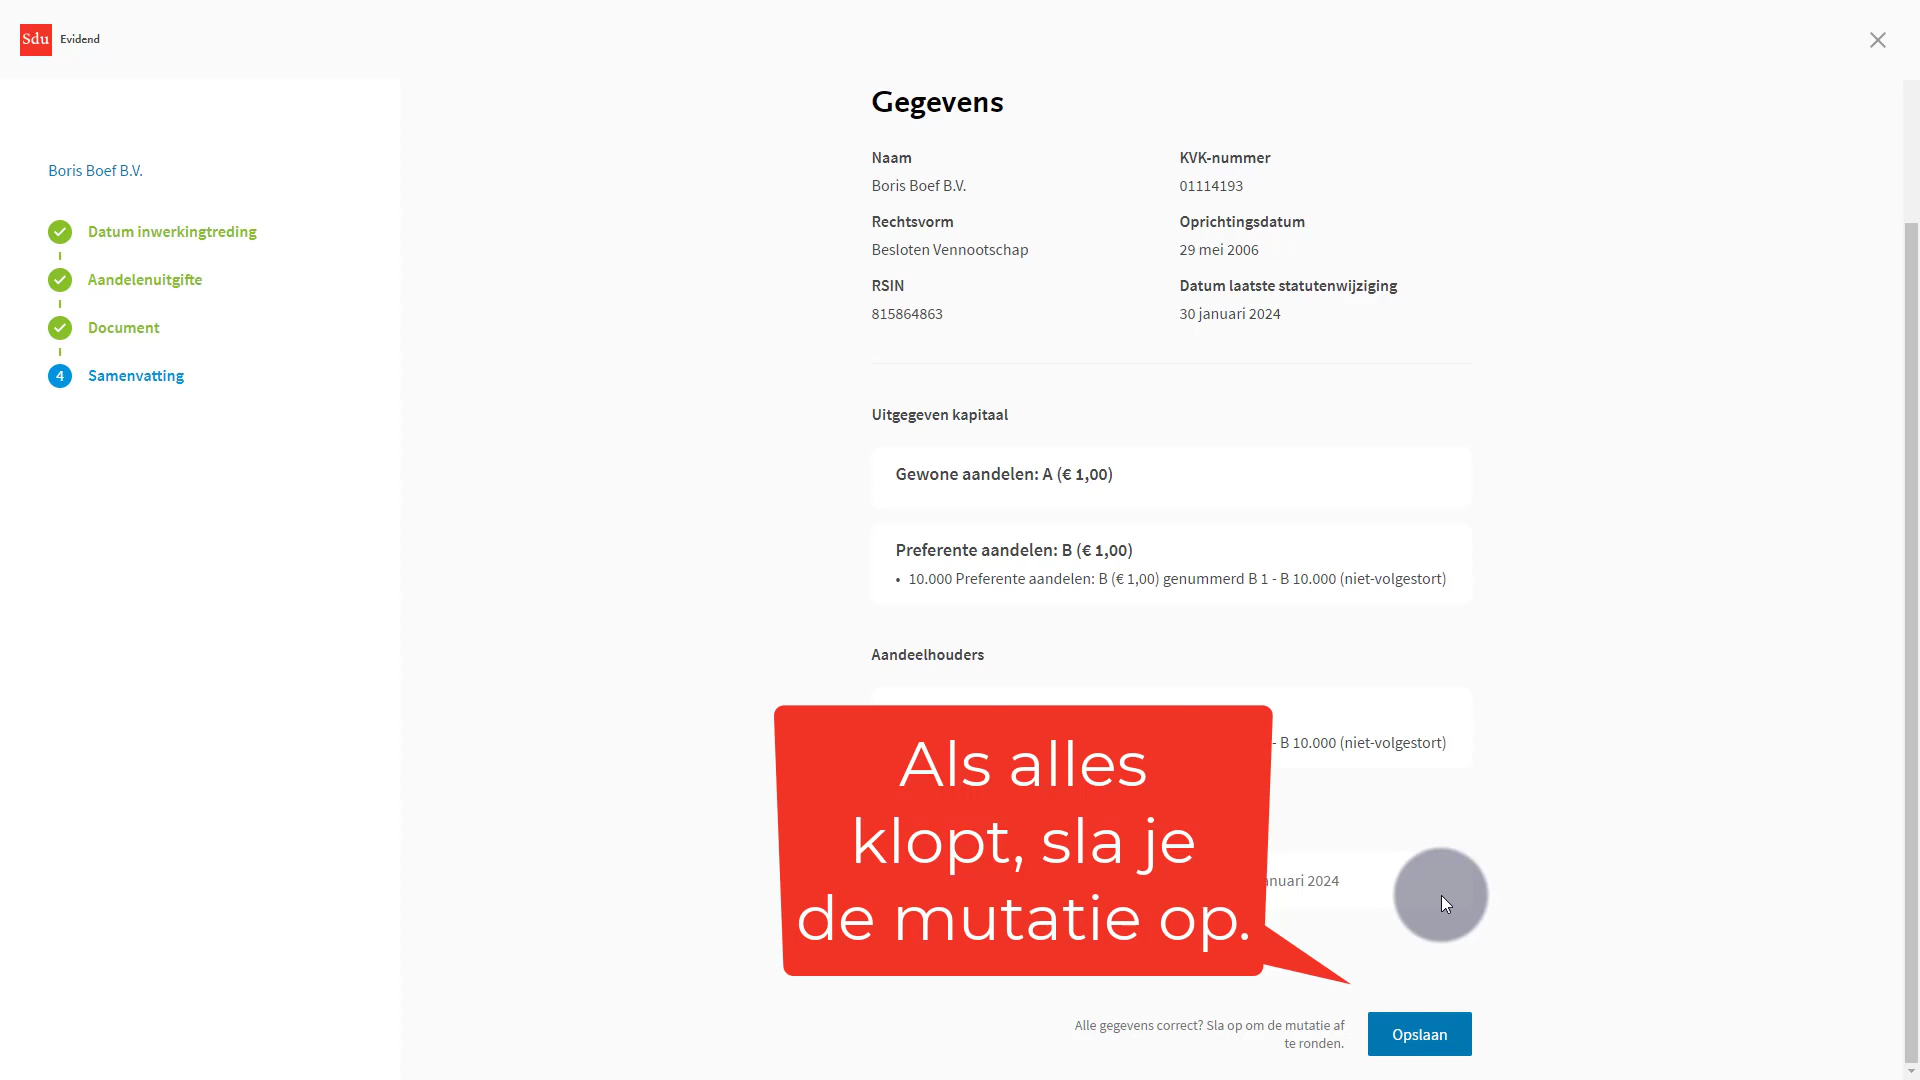 Sdu Evidend
Boris Boef B.V.
Datum inwerkingtreding
Aandelenuitgifte
Document
4 Samenvatting
Gegevens
Naam
Boris Boef B.V.
KVK-nummer
01114193
Rechtsvorm
Besloten Vennootschap
Oprichtingsdatum
29 mei 2006
RSIN
815864863
Datum laatste statutenwijziging
30 januari 2024
Uitgegeven kapitaal
Gewone aandelen: A (€ 1,00)
Preferente aandelen: B (€ 1,00)
• 10.000 Preferente aandelen: B (€ 1,00) genummerd B 1 - B 10.000 (niet-volgestort)
Aandeelhouders
- B 10.000 (niet-volgestort)
2024
Als alles
klopt, sla je
de mutatie op.
Alle gegevens correct? Sla op om de mutatie af
te ronden.
Opslaan